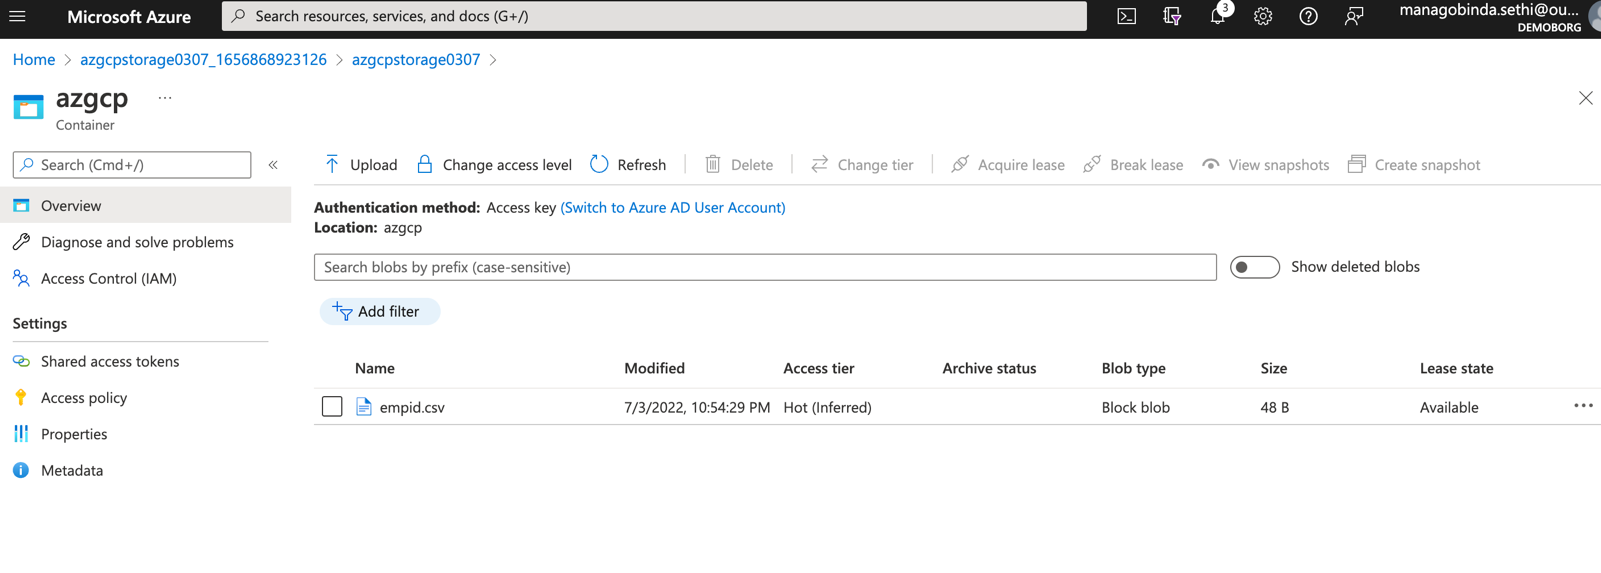 Microsoft Azure
Search resources, services, and docs (G+/)
3
managobinda.sethi@ou...
DEMOBORG
Home > azgcpstorage0307_1656868923126 > azgcpstorage0307 >
azgcp ...
Container
Search (Cmd+/) «
Upload Change access level Refresh Delete Change tier Acquire lease Break lease View snapshots Create snapshot
Overview
Diagnose and solve problems
Access Control (IAM)
Settings
Shared access tokens
Access policy
Properties
Metadata
Authentication method: Access key (Switch to Azure AD User Account)
Location: azgcp
Search blobs by prefix (case-sensitive)
Show deleted blobs
Add filter
Name Modified Access tier Archive status Blob type Size Lease state
empid.csv 7/3/2022, 10:54:29 PM Hot (Inferred) Block blob 48 B Available ...